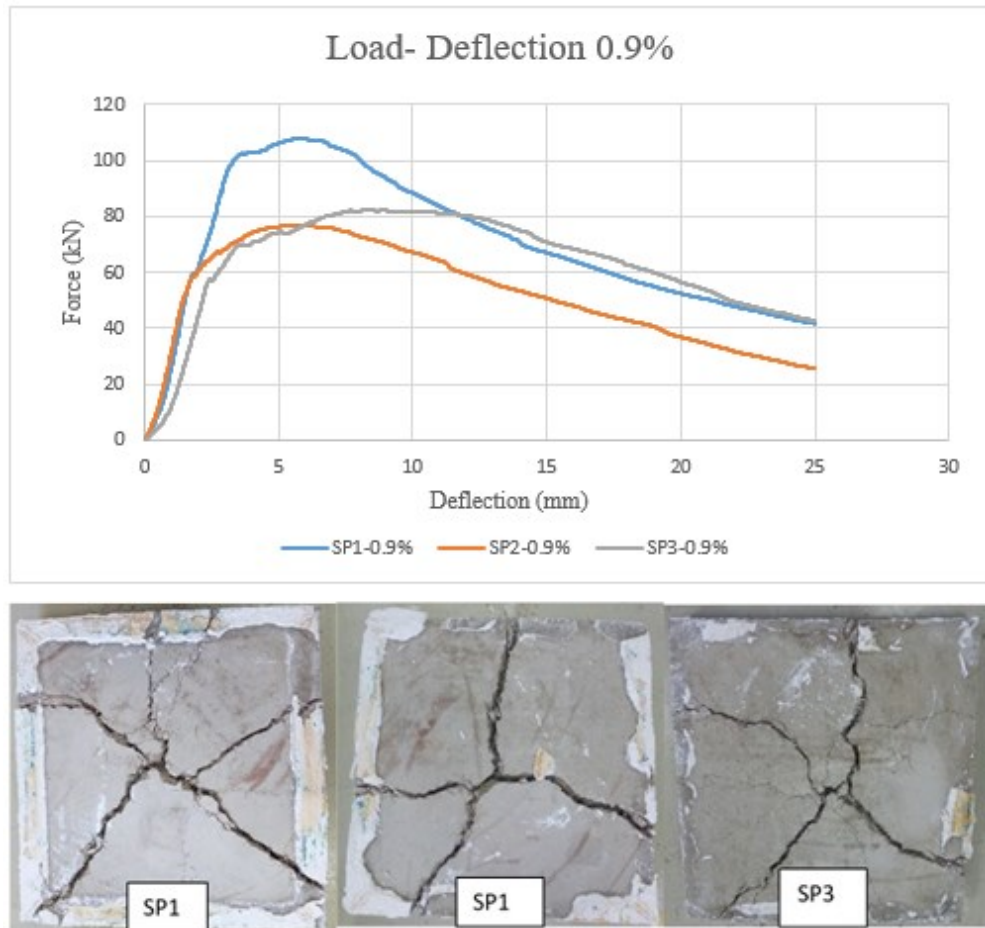 Load- Deflection 0.9%
120
100
80
60
40
20
0
Force (kN)
0 5 10 15 20 25 30
Deflection (mm)
SP1-0.9% SP2-0.9% SP3-0.9%
SP1 SP1 SP3